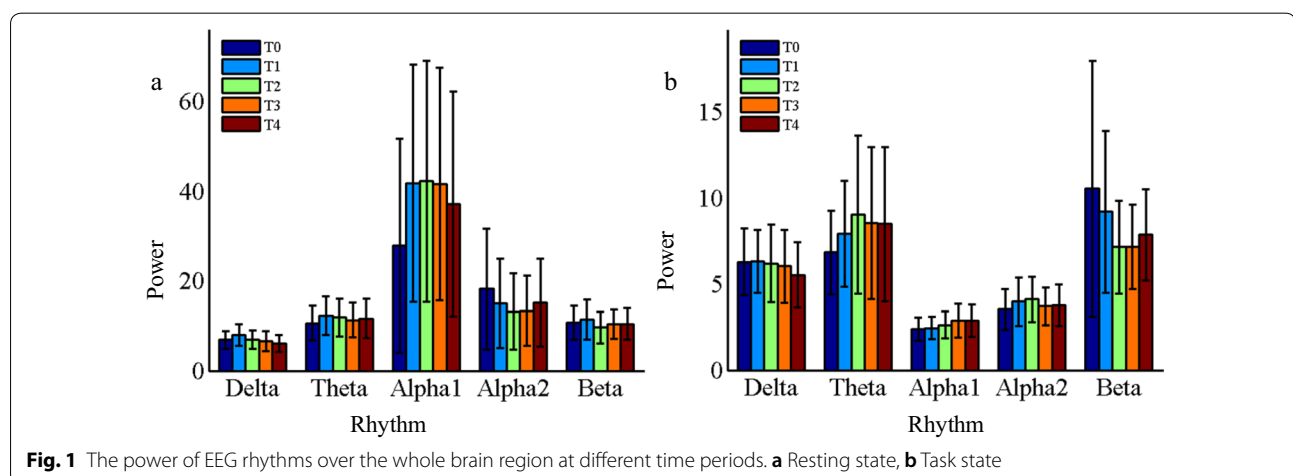 a
Power
60
40
20
0
T0
T1
T2
T3
T4
Delta Theta Alpha1 Alpha2 Beta
Rhythm
b
Power
15
10
5
0
T0
T1
T2
T3
T4
Delta Theta Alpha1 Alpha2 Beta
Rhythm
Fig. 1 The power of EEG rhythms over the whole brain region at different time periods. a Resting state, b Task state